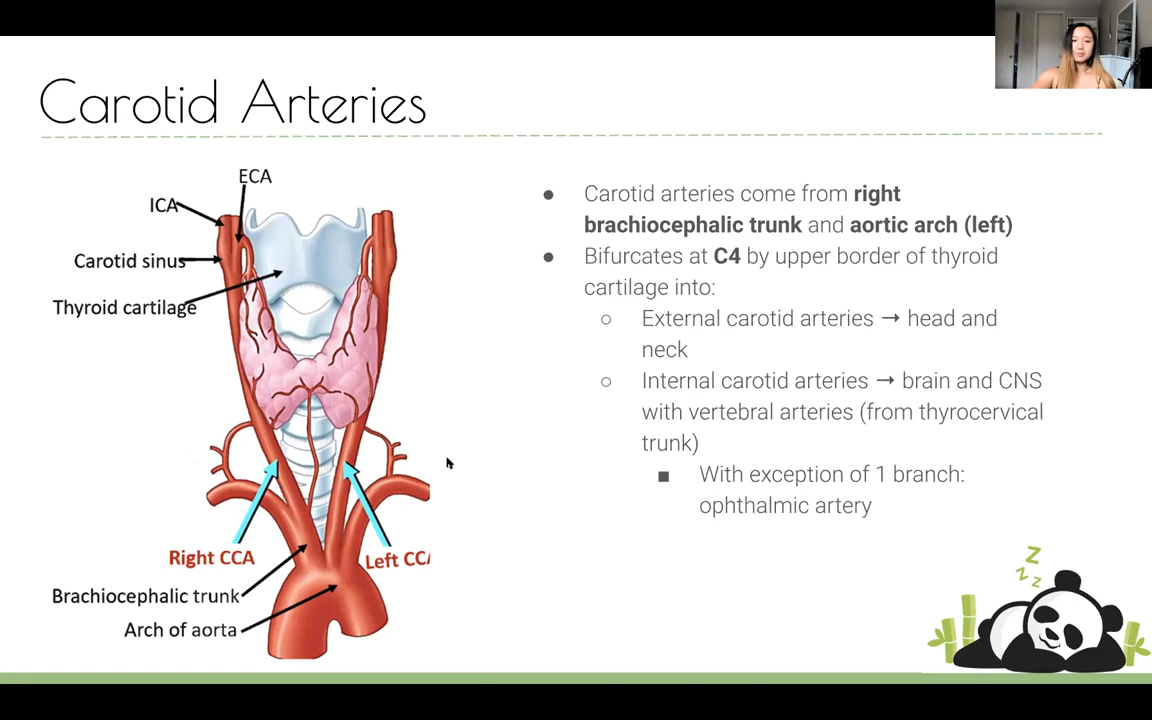 Carotid Arteries
ECA
ICA
Carotid sinus
Thyroid cartilage
Right CCA
Left CC
Brachiocephalic trunk
Arch of aorta
● Carotid arteries come from right
brachiocephalic trunk and aortic arch (left)
● Bifurcates at C4 by upper border of thyroid
cartilage into:
○ External carotid arteries → head and
neck
○ Internal carotid arteries → brain and CNS
with vertebral arteries (from thyrocervical
trunk)
■ With exception of 1 branch:
ophthalmic artery
Z
Z Z